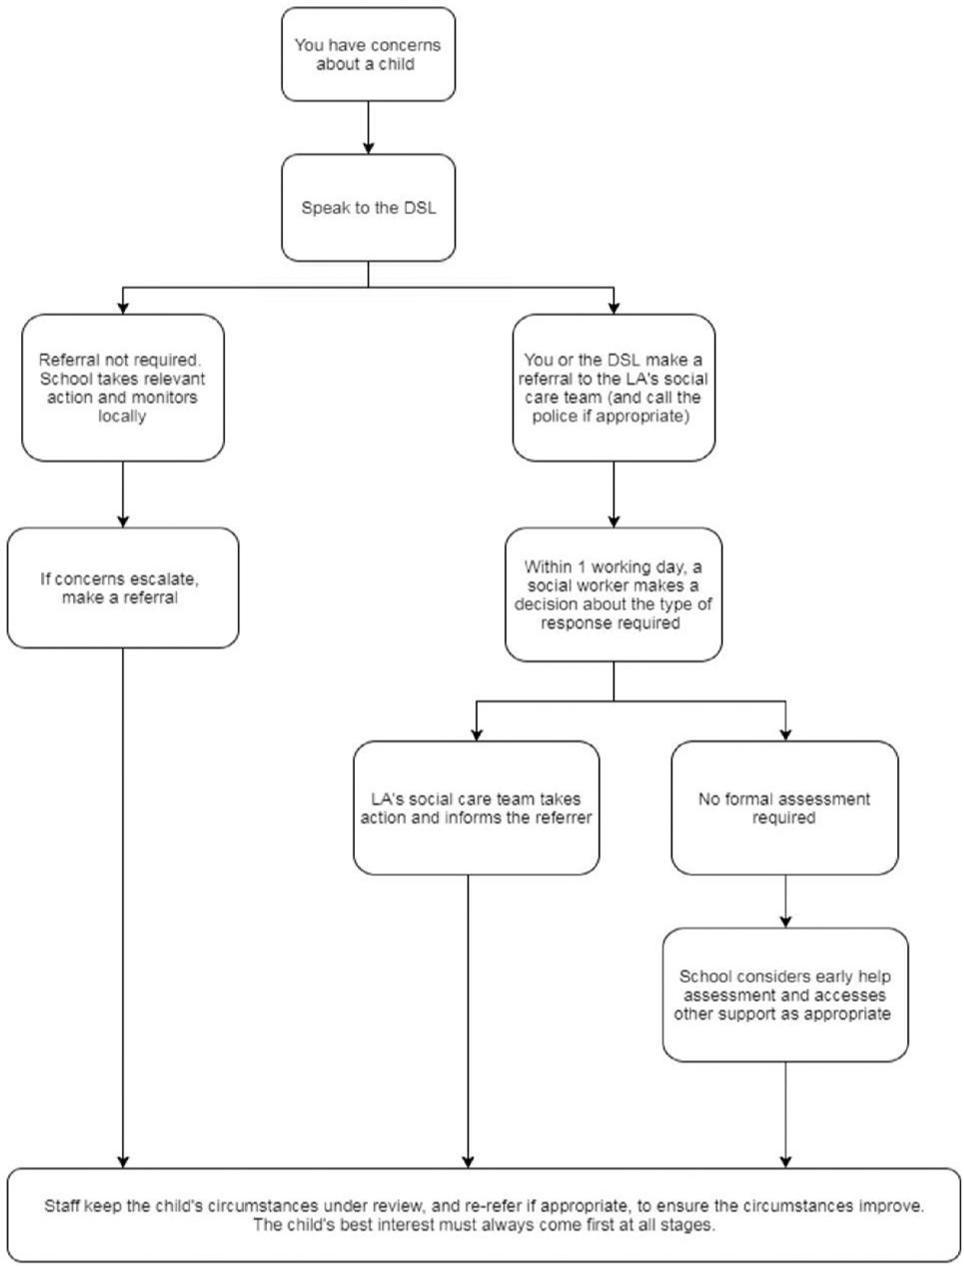 You have concerns
about a child
Speak to the DSL
Referral not required.
School takes relevant
action and monitors
locally
You or the DSL make a
referral to the LA's social
care team (and call the
police if appropriate)
If concerns escalate,
make a referral
Within 1 working day, a
social worker makes a
decision about the type of
response required
LA's social care team takes
action and informs the referrer
No formal assessment
required
School considers early help
assessment and accesses
other support as appropriate
Staff keep the child's circumstances under review, and re-refer if appropriate, to ensure the circumstances improve.
The child's best interest must always come first at all stages.